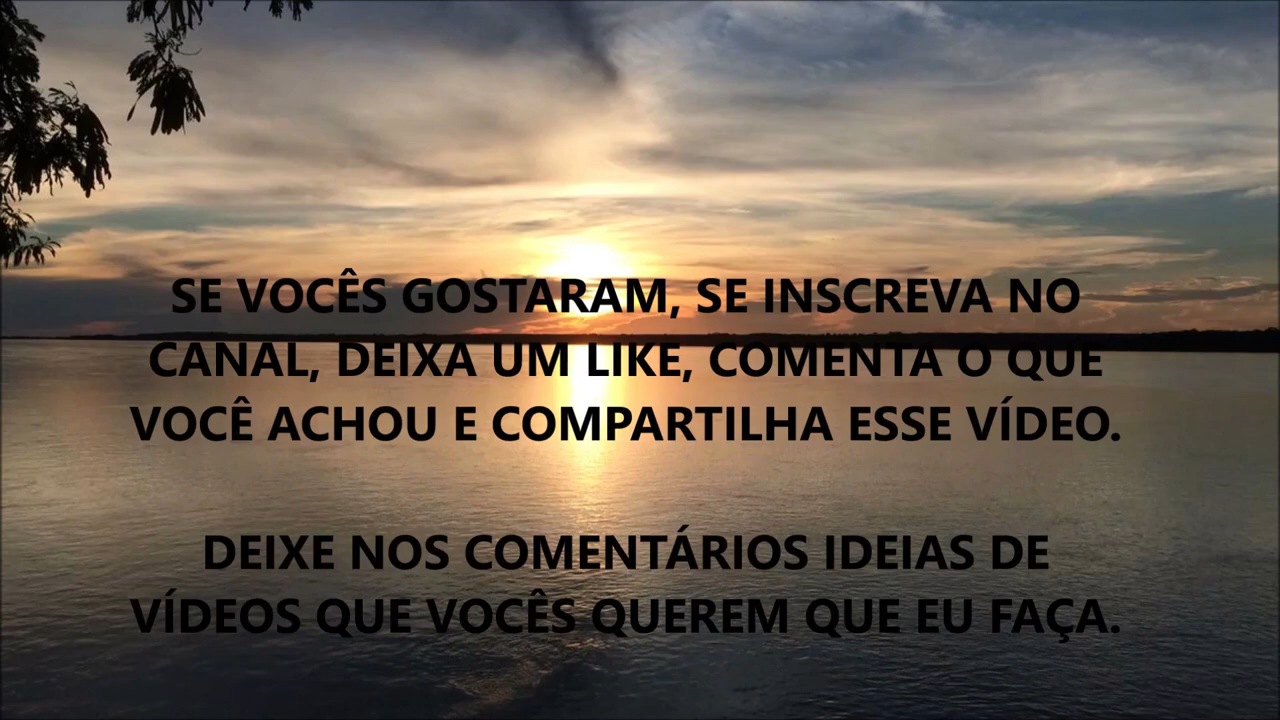 SE VOCÊS GOSTARAM, SE INSCREVA NO
CANAL, DEIXA UM LIKE, COMENTA O QUE
VOCÊ ACHOU E COMPARTILHA ESSE VÍDEO.
DEIXE NOS COMENTÁRIOS IDEIAS DE
VÍDEOS QUE VOCÊS QUEREM QUE EU FAÇA.